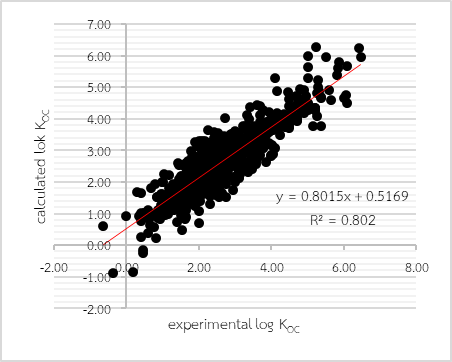 7.00
6.00
5.00
4.00
3.00
2.00
1.00
0.00
-1.00
-2.00
-2.00 0.00 2.00 4.00 6.00 8.00
calculated lok KOC
y = 0.8015x + 0.5169
R² = 0.802
experimental log KOC